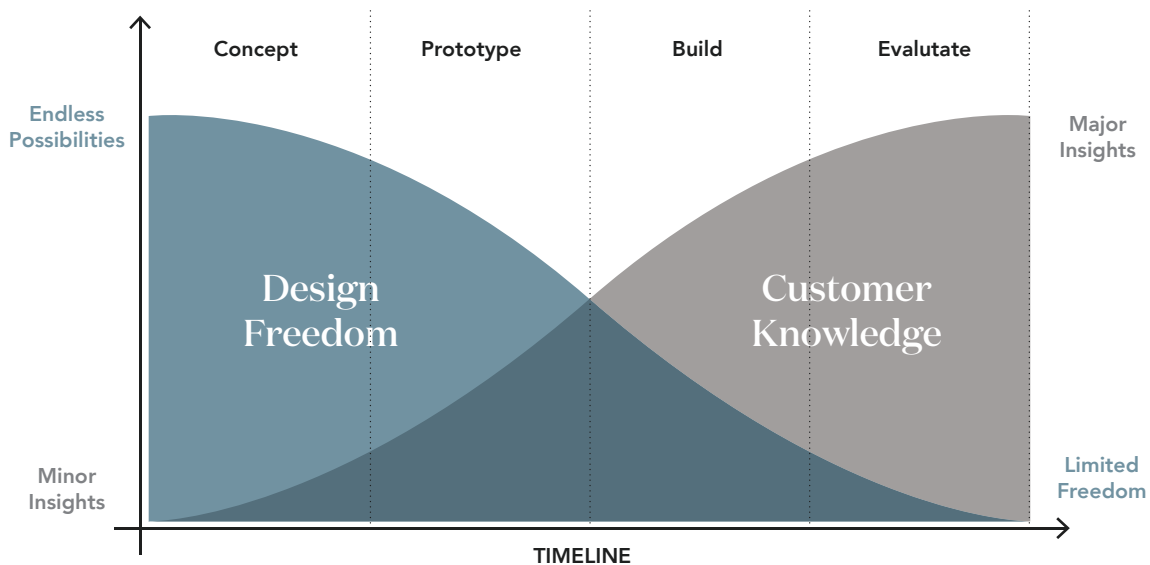 Concept
Prototype
Build
Evalutate
Endless
Possibilities
Major
Insights
Design
Freedom
Customer
Knowledge
Minor
Insights
Limited
Freedom
TIMELINE